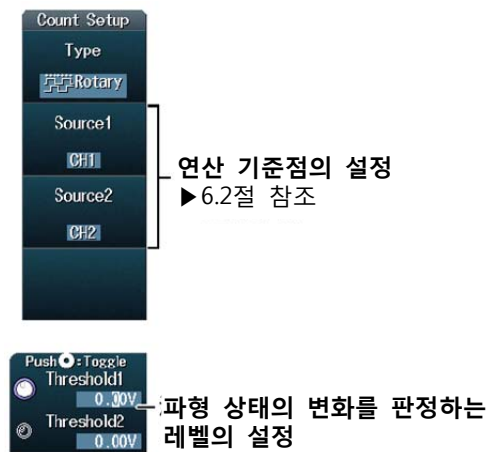 Count Setup
Type
Rotary
Source1
CH1
연산 기준점의 설정
▶6.2절 참조
Source2
CH2
Push :Toggle
Threshold1
0.00V
파형 상태의 변화를 판정하는
레벨의 설정
Threshold2
0.00V